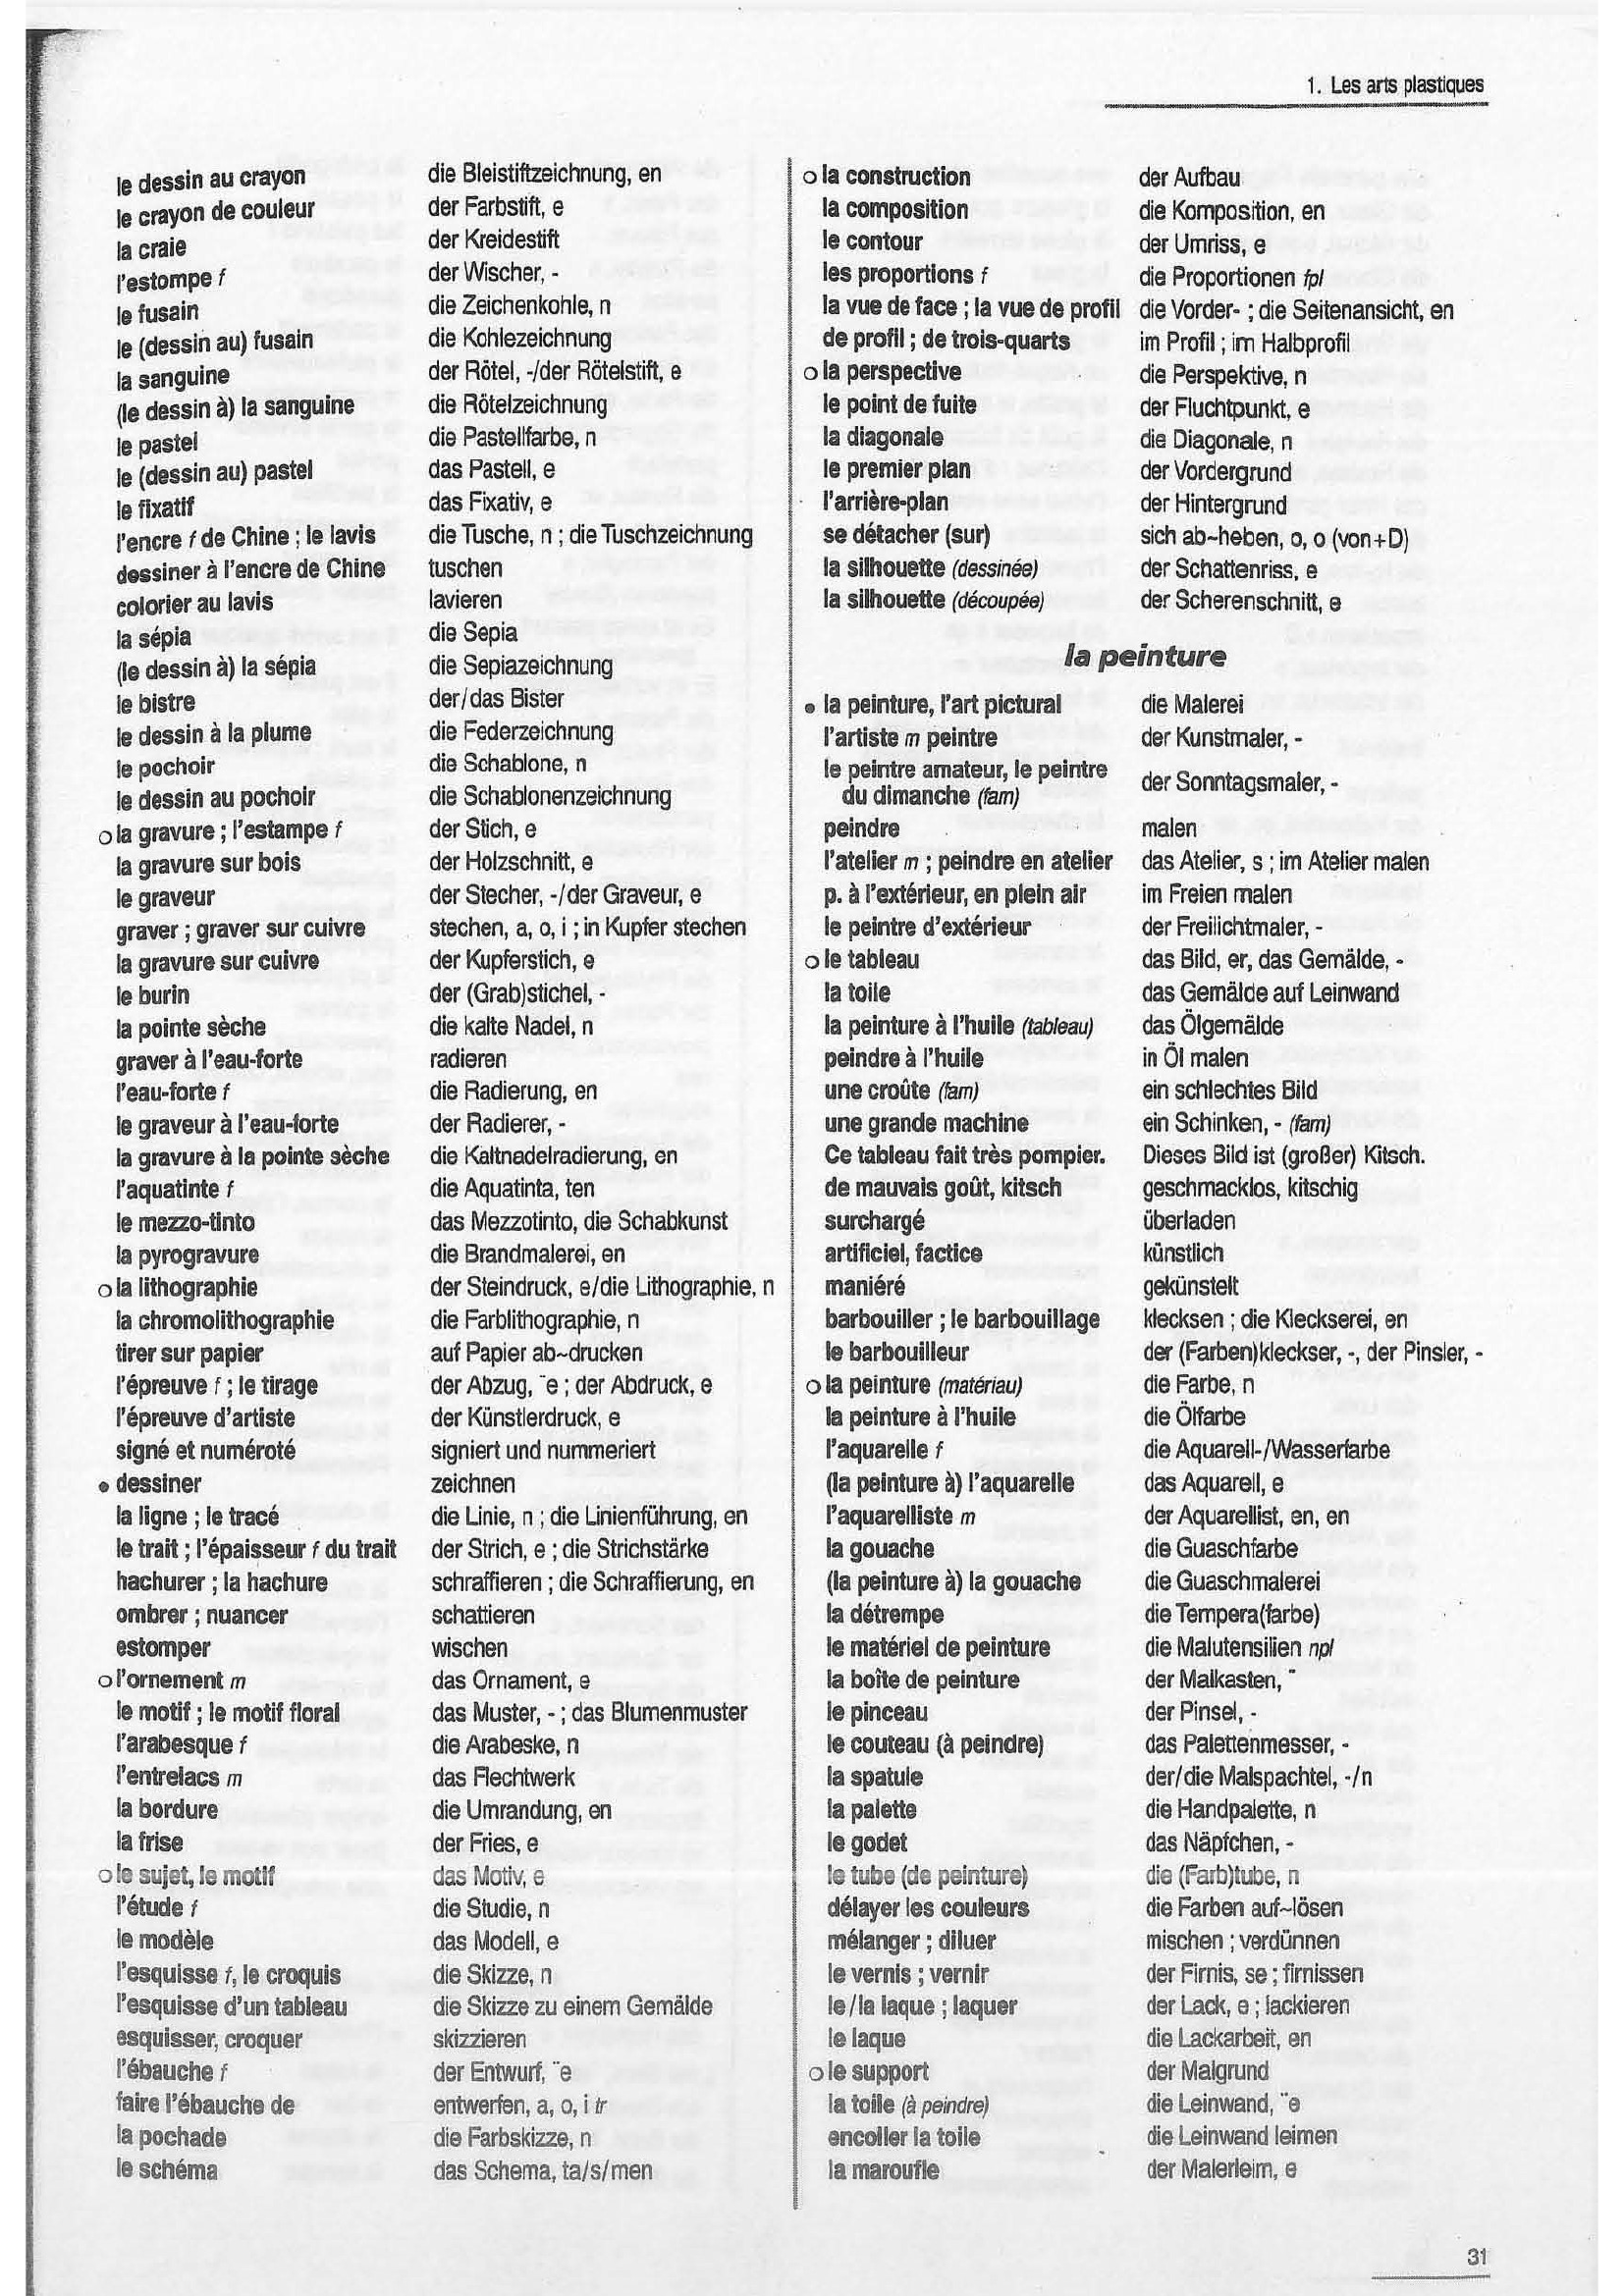 1. Les arts plastiques
le dessin au crayon die Bleistiftzeichnung, en
le crayon de couleur der Farbstift, e
la craie der Kreidestift
l'estompe f der Wischer, -
le fusain die Zeichenkohle, n
le (dessin au) fusain die Kohlezeichnung
la sanguine der Rötel, -/der Rötelstift, e
(le dessin à) la sanguine die Rötelzeichnung
le pastel die Pastellfarbe, n
le (dessin au) pastel das Pastell, e
le fixatif das Fixativ, e
l'encre f de Chine ; le lavis die Tusche, n ; die Tuschzeichnung
dessiner à l'encre de Chine tuschen
colorier au lavis lavieren
la sépia die Sepia
(le dessin à) la sépia die Sepiazeichnung
le bistre der/das Bister
le dessin à la plume die Federzeichnung
le pochoir die Schablone, n
le dessin au pochoir die Schablonenzeichnung
o la gravure ; l'estampe f der Stich, e
la gravure sur bois der Holzschnitt, e
le graveur der Stecher, -/der Graveur, e
graver ; graver sur cuivre stechen, a, o, i ; in Kupfer stechen
la gravure sur cuivre der Kupferstich, e
le burin der (Grab)stichel, -
la pointe sèche die kalte Nadel, n
graver à l'eau-forte radieren
l'eau-forte f die Radierung, en
le graveur à l'eau-forte der Radierer, -
la gravure à la pointe sèche die Kaltnadelradierung, en
l'aquatinte f die Aquatinta, ten
le mezzo-tinto das Mezzotinto, die Schabkunst
la pyrogravure die Brandmalerei, en
o la lithographie der Steindruck, e/die Lithographie, n
la chromolithographie die Farblithographie, n
tirer sur papier auf Papier ab~drucken
l'épreuve f ; le tirage der Abzug, ¨e ; der Abdruck, e
l'épreuve d'artiste der Künstlerdruck, e
signé et numéroté signiert und nummeriert
• dessiner zeichnen
la ligne ; le tracé die Linie, n ; die Linienführung, en
le trait ; l'épaisseur f du trait der Strich, e ; die Strichstärke
hachurer ; la hachure schraffieren ; die Schraffierung, en
ombrer ; nuancer schattieren
estomper wischen
o l'ornement m das Ornament, e
le motif ; le motif floral das Muster, - ; das Blumenmuster
l'arabesque f die Arabeske, n
l'entrelacs m das Flechtwerk
la bordure die Umrandung, en
la frise der Fries, e
o le sujet, le motif das Motiv, e
l'étude f die Studie, n
le modèle das Modell, e
l'esquisse f, le croquis die Skizze, n
l'esquisse d'un tableau die Skizze zu einem Gemälde
esquisser, croquer skizzieren
l'ébauche f der Entwurf, ¨e
faire l'ébauche de entwerfen, a, o, i tr
la pochade die Farbskizze, n
le schéma das Schema, ta/s/men
o la construction der Aufbau
la composition die Komposition, en
le contour der Umriss, e
les proportions f die Proportionen fpl
la vue de face ; la vue de profil die Vorder- ; die Seitenansicht, en
de profil ; de trois-quarts im Profil ; im Halbprofil
o la perspective die Perspektive, n
le point de fuite der Fluchtpunkt, e
la diagonale die Diagonale, n
le premier plan der Vordergrund
l'arrière-plan der Hintergrund
se détacher (sur) sich ab~heben, o, o (von+D)
la silhouette (dessinée) der Schattenriss, e
la silhouette (découpée) der Scherenschnitt, e
la peinture
• la peinture, l'art pictural die Malerei
l'artiste m peintre der Kunstmaler, -
le peintre amateur, le peintre
du dimanche (fam) der Sonntagsmaler, -
peindre malen
l'atelier m ; peindre en atelier das Atelier, s ; im Atelier malen
p. à l'extérieur, en plein air im Freien malen
le peintre d'extérieur der Freilichtmaler, -
o le tableau das Bild, er, das Gemälde, -
la toile das Gemälde auf Leinwand
la peinture à l'huile (tableau) das Ölgemälde
peindre à l'huile in Öl malen
une croûte (fam) ein schlechtes Bild
une grande machine ein Schinken, - (fam)
Ce tableau fait très pompier. Dieses Bild ist (großer) Kitsch.
de mauvais goût, kitsch geschmacklos, kitschig
surchargé überladen
artificiel, factice künstlich
maniéré gekünstelt
barbouiller ; le barbouillage klecksen ; die Kleckserei, en
le barbouilleur der (Farben)kleckser, -, der Pinsler, -
o la peinture (matériau) die Farbe, n
la peinture à l'huile die Ölfarbe
l'aquarelle f die Aquarell-/Wasserfarbe
(la peinture à) l'aquarelle das Aquarell, e
l'aquarelliste m der Aquarellist, en, en
la gouache die Guaschfarbe
(la peinture à) la gouache die Guaschmalerei
la détrempe die Tempera(farbe)
le matériel de peinture die Malutensilien npl
la boîte de peinture der Malkasten, ¨
le pinceau der Pinsel, -
le couteau (à peindre) das Palettenmesser, -
la spatule der/die Malspachtel, -/n
la palette die Handpalette, n
le godet das Näpfchen, -
le tube (de peinture) die (Farb)tube, n
délayer les couleurs die Farben auf~lösen
mélanger ; diluer mischen ; verdünnen
le vernis ; vernir der Firnis, se ; firnissen
le/la laque ; laquer der Lack, e ; lackieren
le laque die Lackarbeit, en
o le support der Malgrund
la toile (à peindre) die Leinwand, ¨e
encoller la toile die Leinwand leimen
la maroufle der Malerleim, e
31